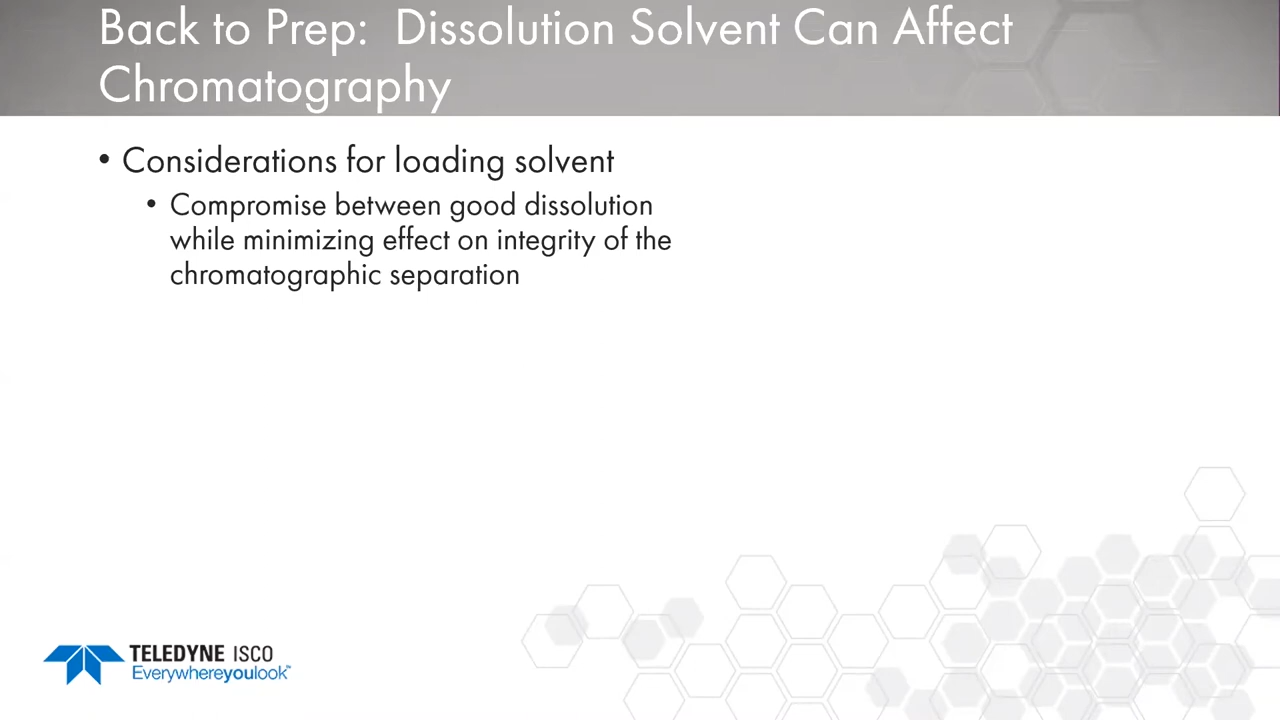 Back to Prep:  Dissolution Solvent Can Affect
Chromatography
• Considerations for loading solvent
• Compromise between good dissolution
while minimizing effect on integrity of the
chromatographic separation
TELEDYNE ISCO
Everywhereyoulook™